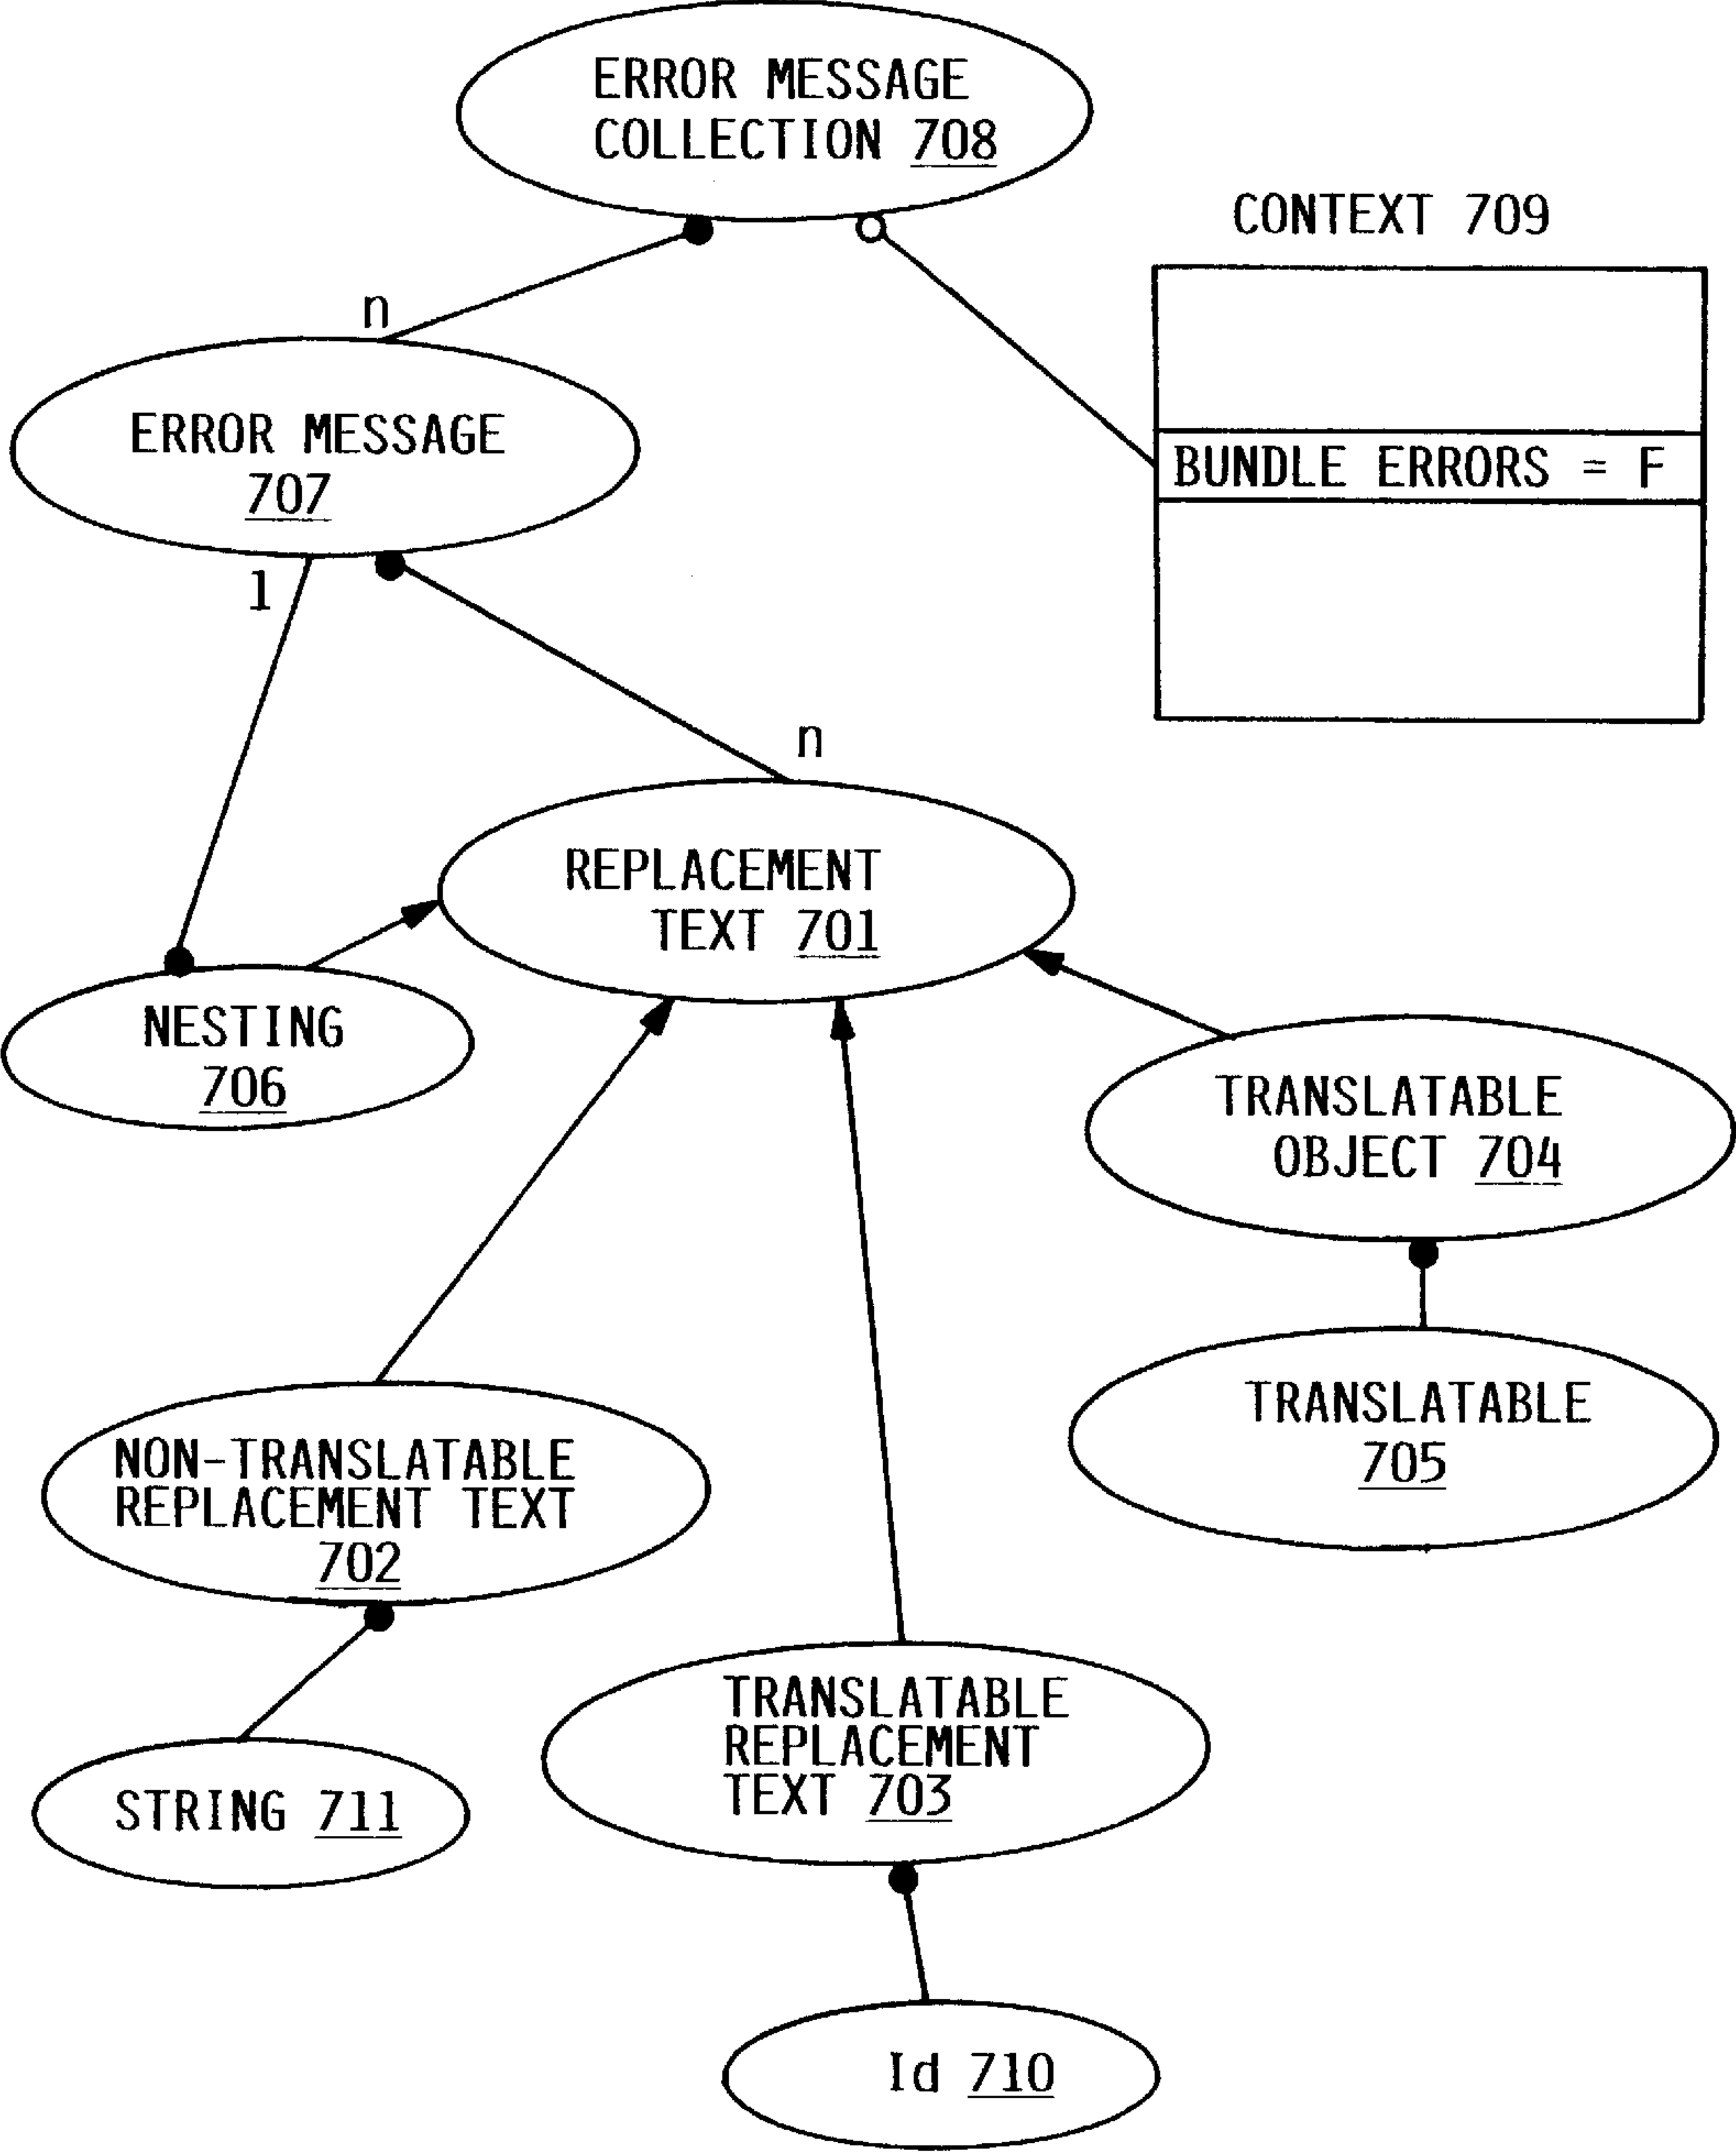 ERROR MESSAGE
COLLECTION 708
CONTEXT 709
n
ERROR MESSAGE
707
BUNDLE ERRORS = F
1
n
REPLACEMENT
TEXT 701
NESTING
706
TRANSLATABLE
OBJECT 704
TRANSLATABLE
705
NON-TRANSLATABLE
REPLACEMENT TEXT
702
TRANSLATABLE
REPLACEMENT
TEXT 703
STRING 711
Id 710